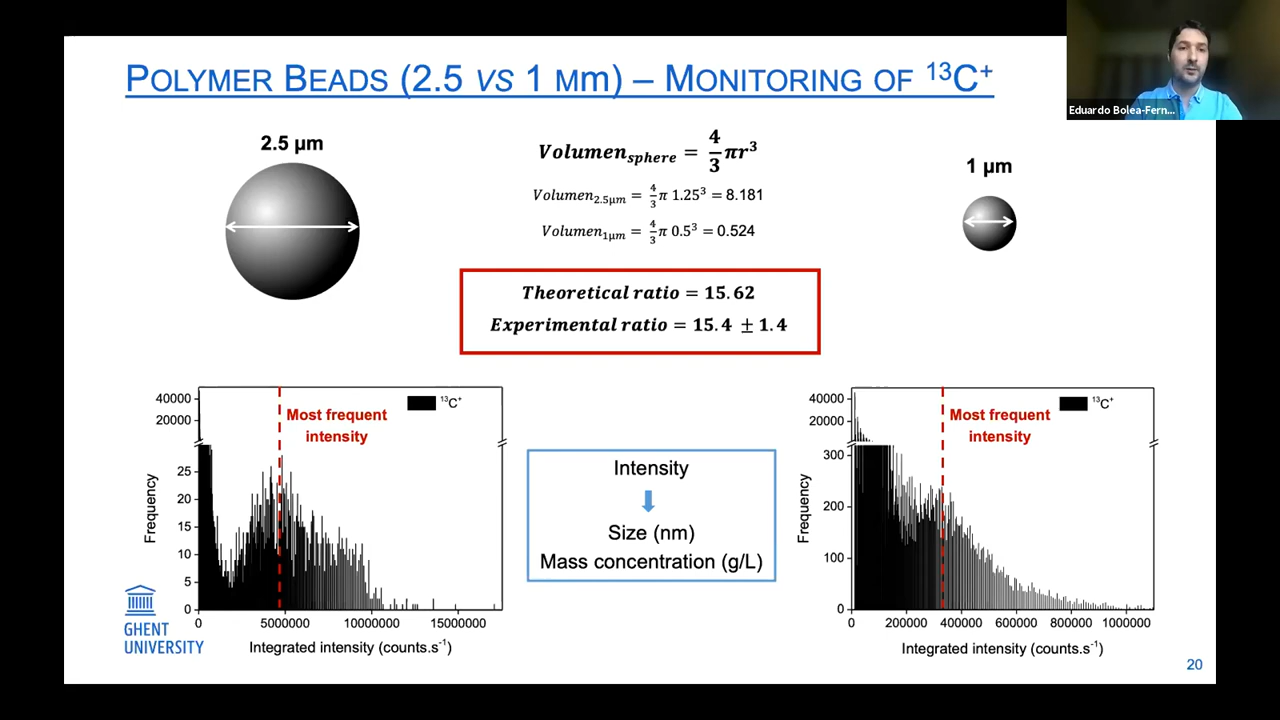 POLYMER BEADS (2.5 VS 1 MM) – MONITORING OF ¹³C⁺
Eduardo Bolea-Fern...
2.5 µm
Volumen_sphere = 4/3 πr³
Volumen_2.5µm = 4/3 π 1.25³ = 8.181
Volumen_1µm = 4/3 π 0.5³ = 0.524
1 µm
Theoretical ratio = 15.62
Experimental ratio = 15.4 ± 1.4
40000
20000
25
20
15
10
5
0
Frequency
Most frequent
intensity
¹³C⁺
0 5000000 10000000 15000000
Integrated intensity (counts.s⁻¹)
Intensity
Size (nm)
Mass concentration (g/L)
40000
20000
300
200
100
0
Frequency
Most frequent
intensity
¹³C⁺
0 200000 400000 600000 800000 1000000
Integrated intensity (counts.s⁻¹)
GHENT
UNIVERSITY
20